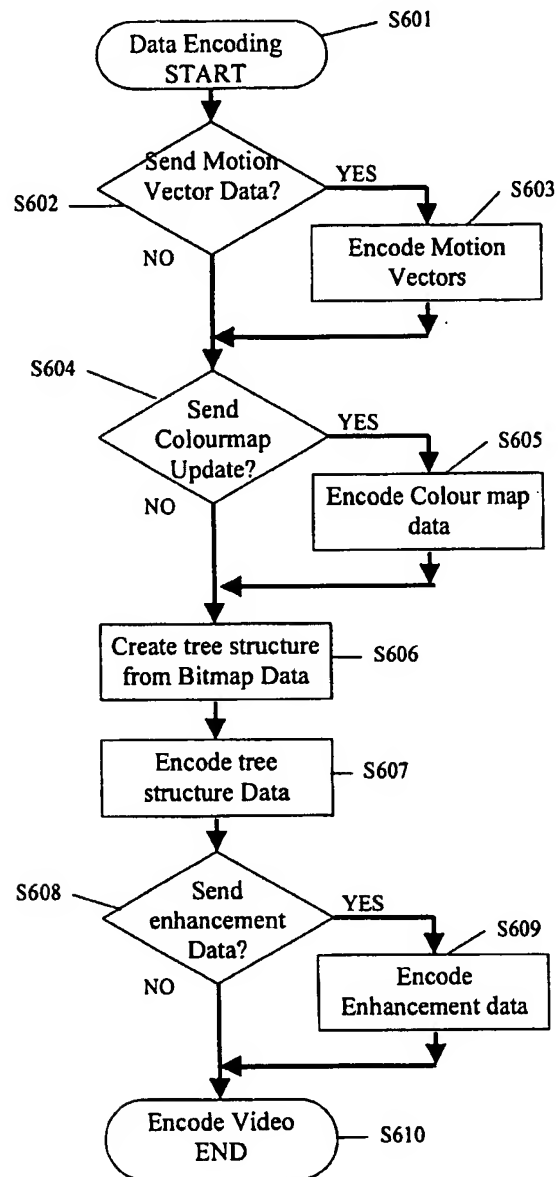 S601
Data Encoding
START
Send Motion
Vector Data?
YES
S602
S603
NO
Encode Motion
Vectors
S604
Send
Colourmap
Update?
YES
S605
NO
Encode Colour map
data
Create tree structure
from Bitmap Data
S606
Encode tree
structure Data
S607
S608
Send
enhancement
Data?
YES
S609
NO
Encode
Enhancement data
Encode Video
END
S610